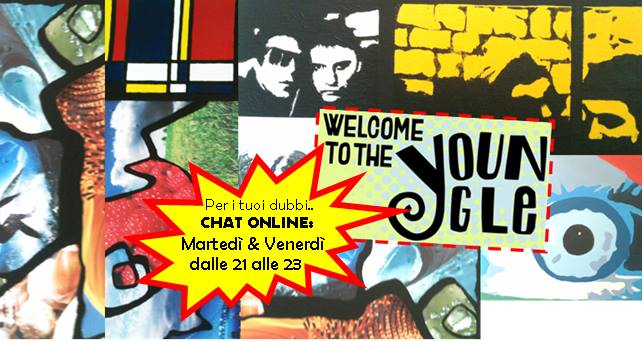 WELCOME
TO THE YOUN
GLE
Per i tuoi dubbi..
CHAT ONLINE:
Martedì & Venerdì
dalle 21 alle 23